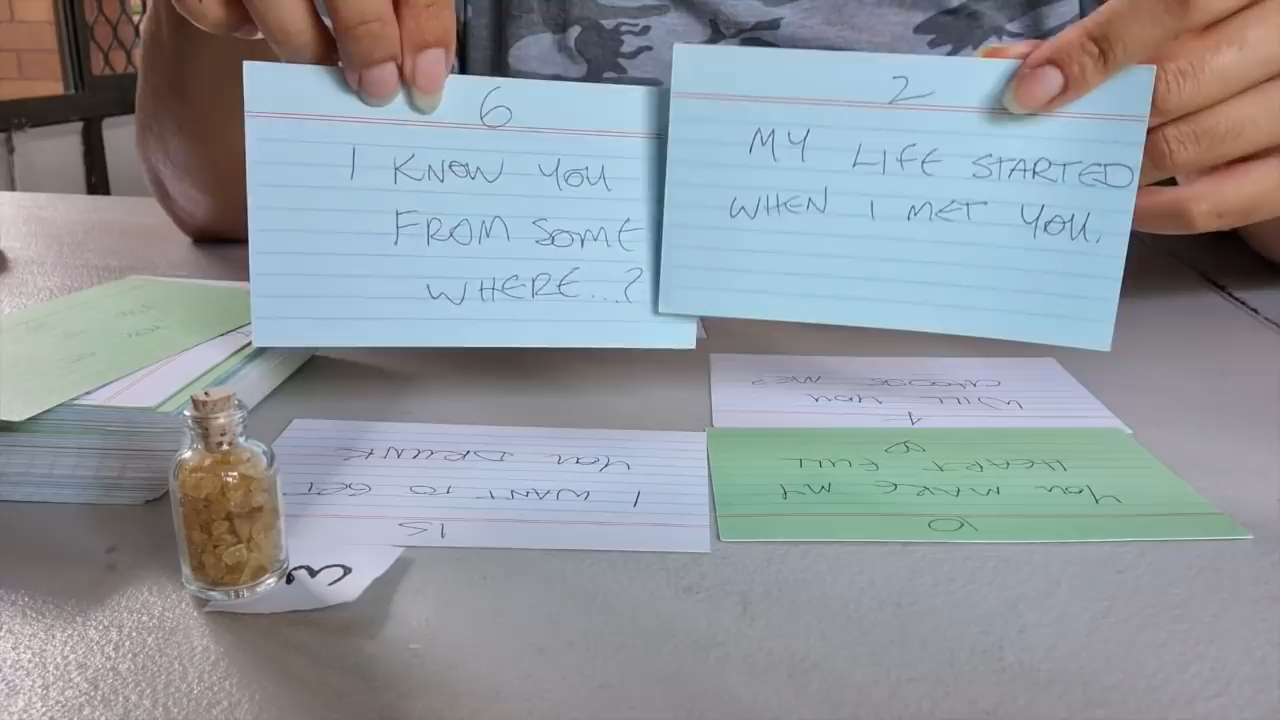 6
I KNOW YOU
FROM SOME
WHERE...?
2
MY LIFE STARTED
WHEN I MET YOU.
4
WILL YOU
CHOOSE ME?
15
I WANT TO GET
YOU DRUNK
10
YOU MAKE MY
HEART FULL
3